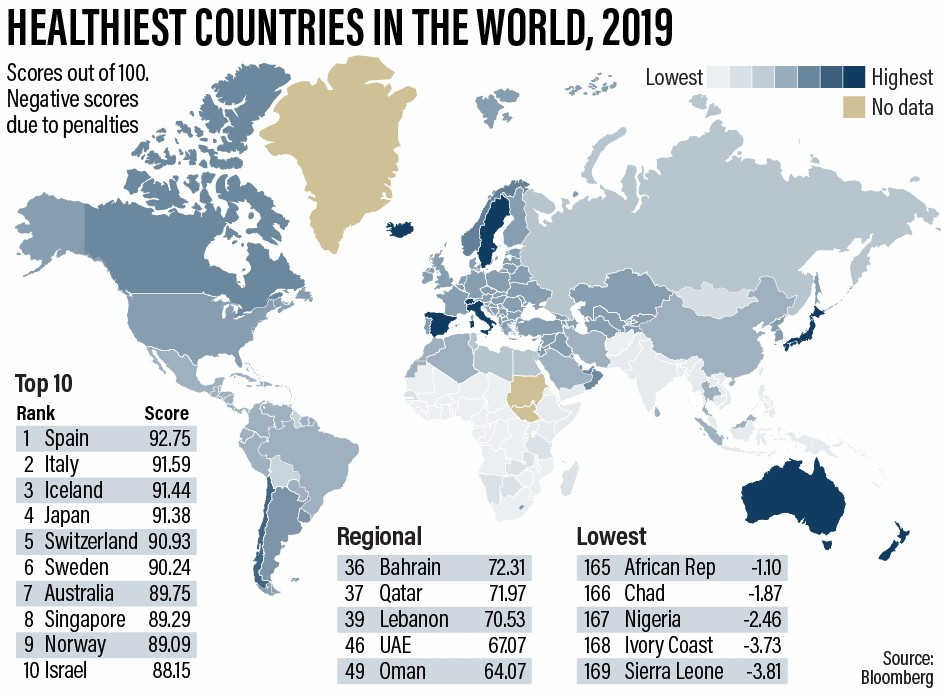 HEALTHIEST COUNTRIES IN THE WORLD, 2019
Scores out of 100.
Negative scores
due to penalties
Lowest Highest
No data
Top 10
Rank Score
1 Spain 92.75
2 Italy 91.59
3 Iceland 91.44
4 Japan 91.38
5 Switzerland 90.93
6 Sweden 90.24
7 Australia 89.75
8 Singapore 89.29
9 Norway 89.09
10 Israel 88.15
Regional
36 Bahrain 72.31
37 Qatar 71.97
39 Lebanon 70.53
46 UAE 67.07
49 Oman 64.07
Lowest
165 African Rep -1.10
166 Chad -1.87
167 Nigeria -2.46
168 Ivory Coast -3.73
169 Sierra Leone -3.81
Source:
Bloomberg